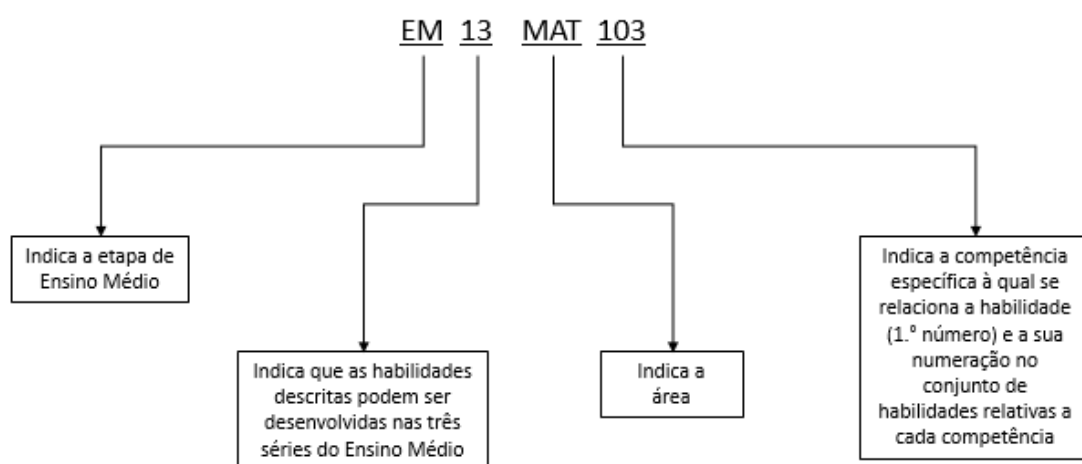 EM 13 MAT 103
Indica a etapa de
Ensino Médio
Indica que as habilidades
descritas podem ser
desenvolvidas nas três
séries do Ensino Médio
Indica a
área
Indica a competência
específica à qual se
relaciona a habilidade
(1.º número) e a sua
numeração no
conjunto de
habilidades relativas a
cada competência